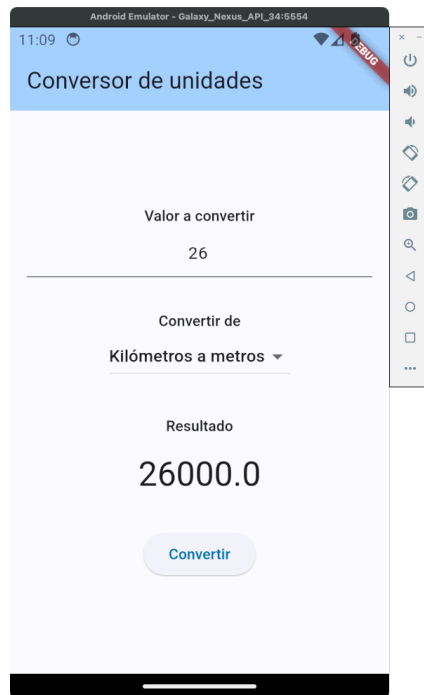 Android Emulator - Galaxy_Nexus_API_34:5554
11:09
DEBUG
Conversor de unidades
Valor a convertir
26
Convertir de
Kilómetros a metros
Resultado
26000.0
Convertir